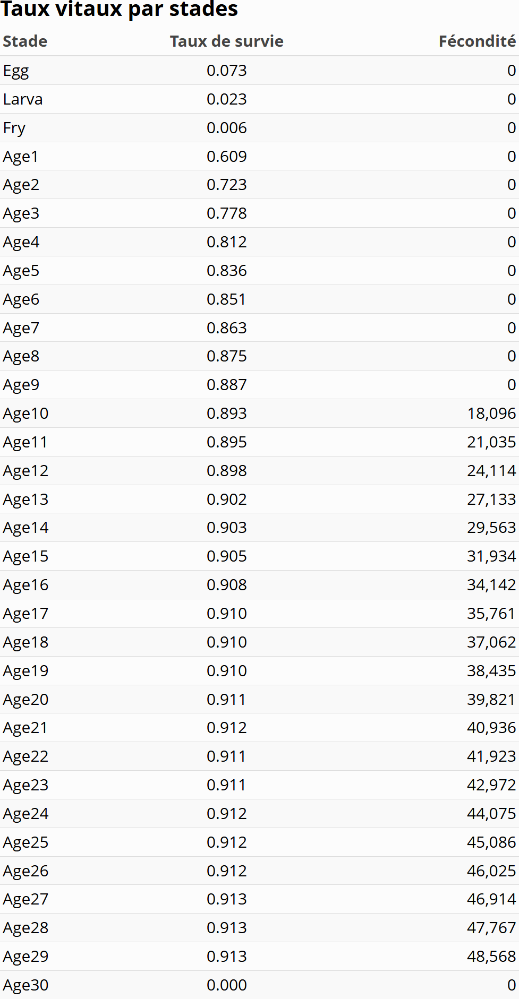 Taux vitaux par stades
Stade Taux de survie Fécondité
Egg 0.073 0
Larva 0.023 0
Fry 0.006 0
Age1 0.609 0
Age2 0.723 0
Age3 0.778 0
Age4 0.812 0
Age5 0.836 0
Age6 0.851 0
Age7 0.863 0
Age8 0.875 0
Age9 0.887 0
Age10 0.893 18,096
Age11 0.895 21,035
Age12 0.898 24,114
Age13 0.902 27,133
Age14 0.903 29,563
Age15 0.905 31,934
Age16 0.908 34,142
Age17 0.910 35,761
Age18 0.910 37,062
Age19 0.910 38,435
Age20 0.911 39,821
Age21 0.912 40,936
Age22 0.911 41,923
Age23 0.911 42,972
Age24 0.912 44,075
Age25 0.912 45,086
Age26 0.912 46,025
Age27 0.913 46,914
Age28 0.913 47,767
Age29 0.913 48,568
Age30 0.000 0